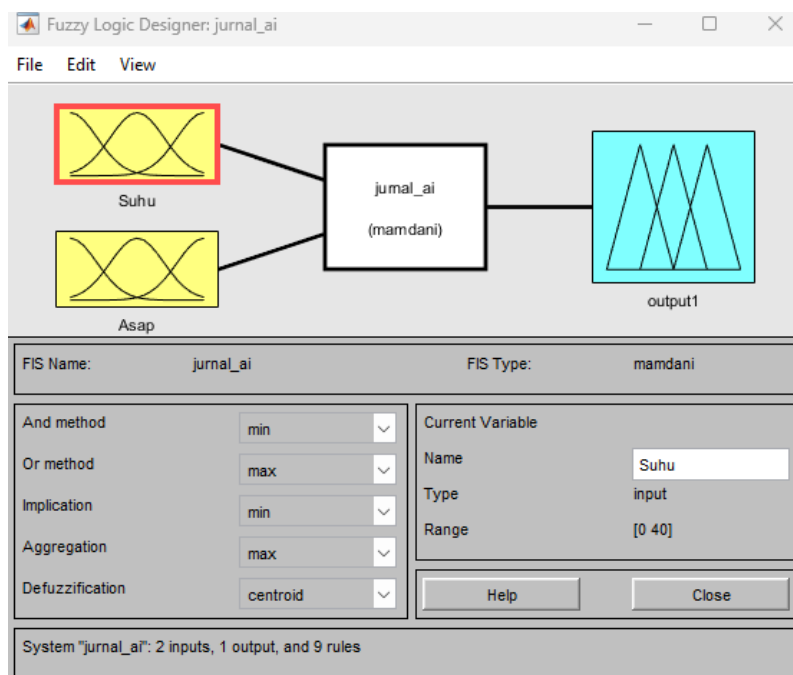 Fuzzy Logic Designer: jurnal_ai
File Edit View
Suhu
Asap
jurnal_ai
(mamdani)
output1
FIS Name: jurnal_ai FIS Type: mamdani
And method min
Or method max
Implication min
Aggregation max
Defuzzification centroid
Current Variable
Name Suhu
Type input
Range [0 40]
Help Close
System "jurnal_ai": 2 inputs, 1 output, and 9 rules